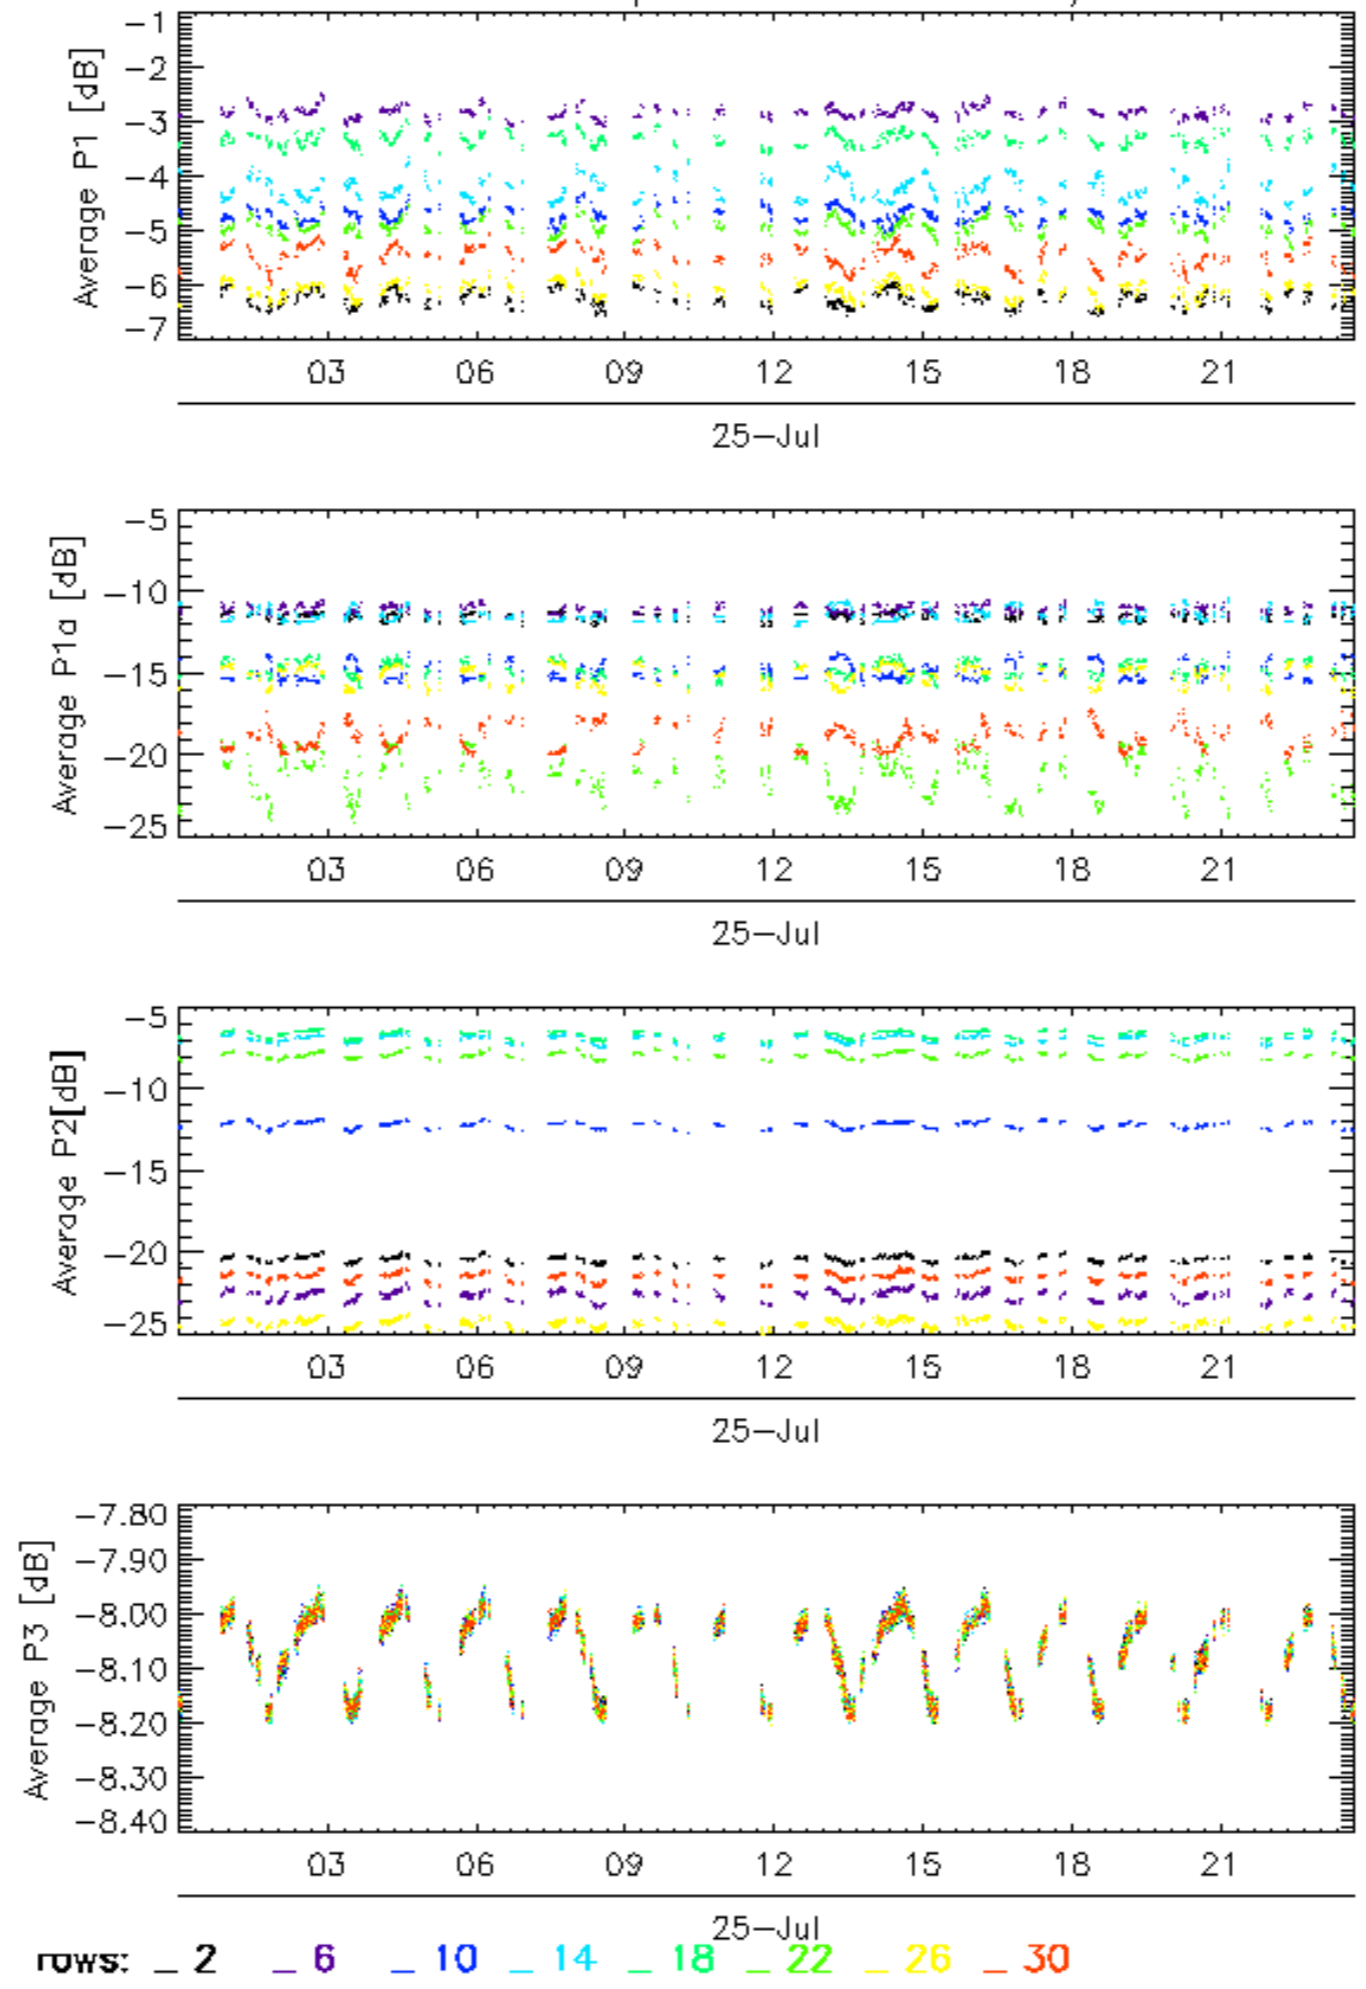 Average P1 [dB]
−1
−2
−3
−4
−5
−6
−7
03 06 09 12 15 18 21
25−Jul
Average P1a [dB]
−5
−10
−15
−20
−25
03 06 09 12 15 18 21
25−Jul
Average P2[dB]
−5
−10
−15
−20
−25
03 06 09 12 15 18 21
25−Jul
Average P3 [dB]
−7.80
−7.90
−8.00
−8.10
−8.20
−8.30
−8.40
03 06 09 12 15 18 21
25−Jul
rows: _ 2 _ 6 _ 10 _ 14 _ 18 _ 22 _ 26 _ 30